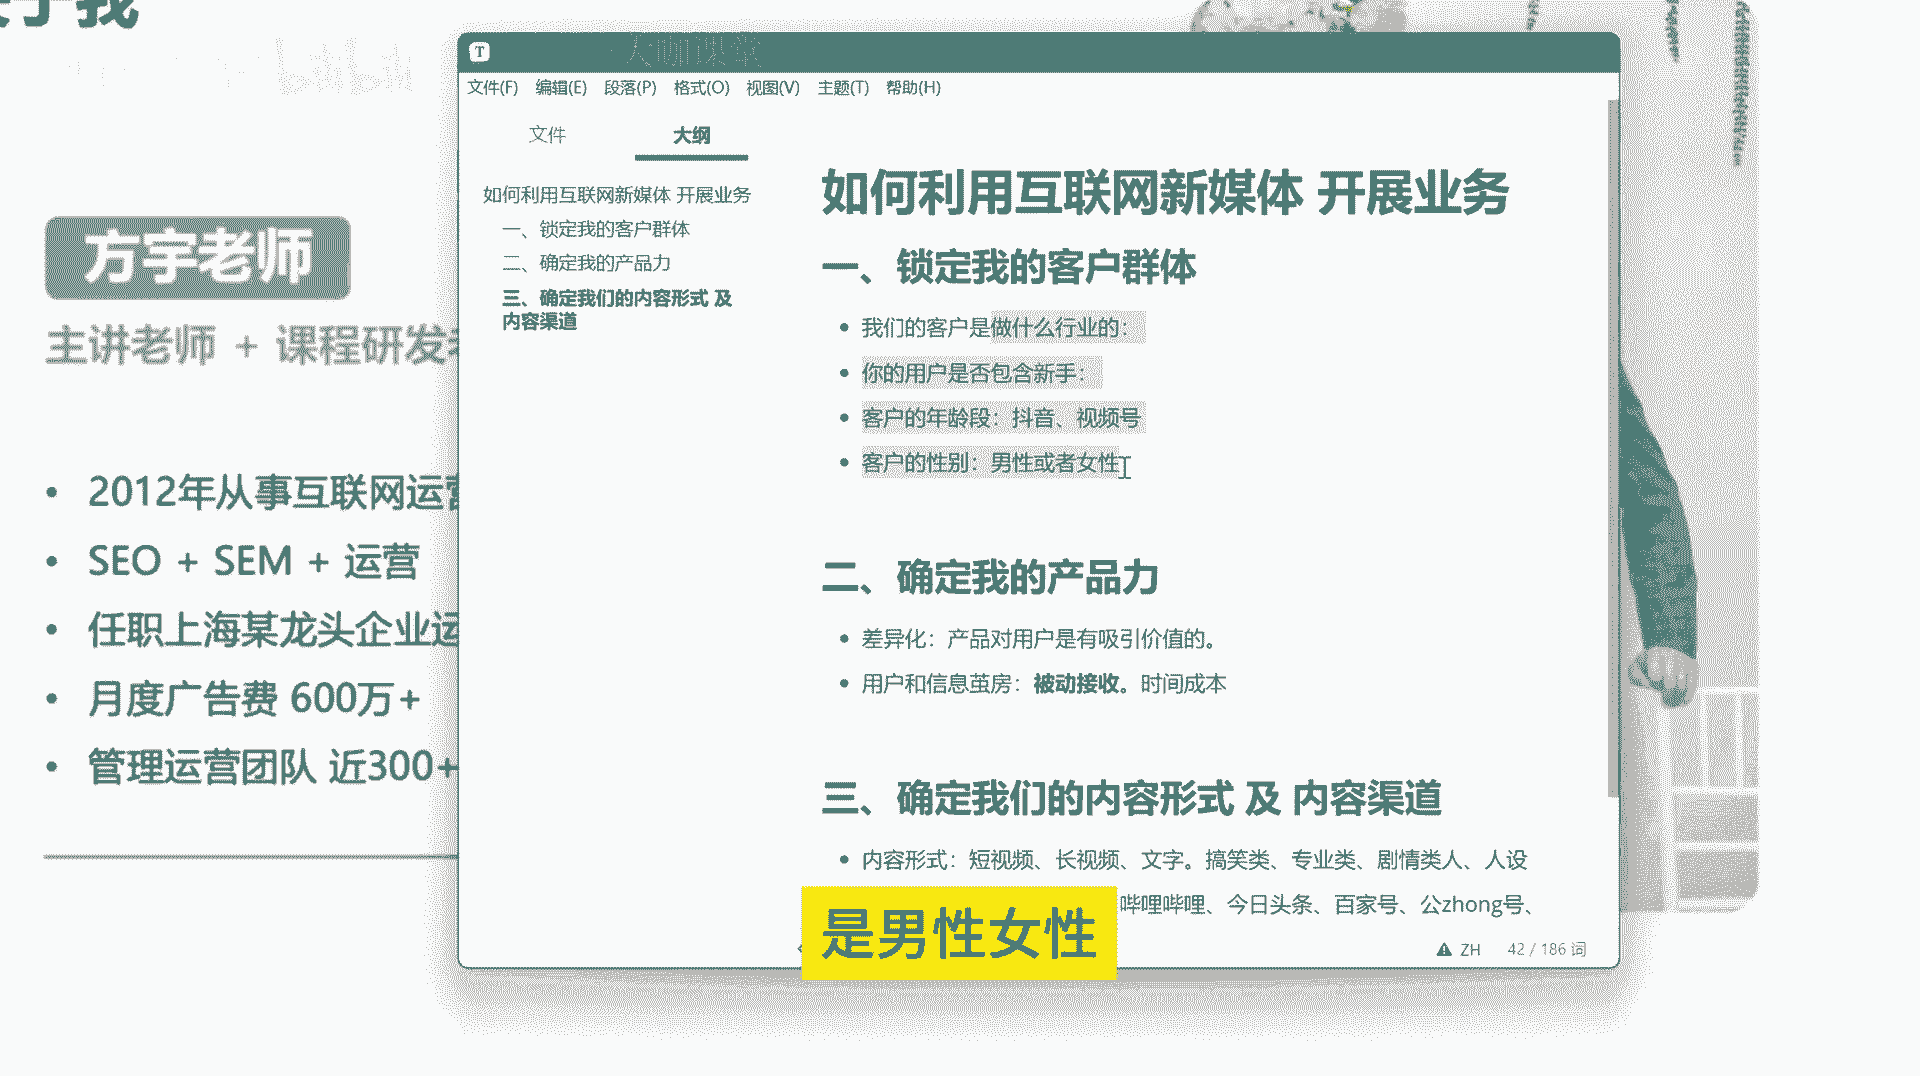 于我
bilibili
大咖课堂
方宇老师
主讲老师 + 课程研发
• 2012年从事互联网运营
• SEO + SEM + 运营
• 任职上海某龙头企业运
• 月度广告费 600万+
• 管理运营团队 近300+
T
文件(F) 编辑(E) 段落(P) 格式(O) 视图(V) 主题(T) 帮助(H)
文件 大纲
如何利用互联网新媒体 开展业务
一、锁定我的客户群体
二、确定我的产品力
三、确定我们的内容形式 及
内容渠道
如何利用互联网新媒体 开展业务
一、锁定我的客户群体
• 我们的客户是做什么行业的：
• 你的用户是否包含新手：
• 客户的年龄段：抖音、视频号
• 客户的性别：男性或者女性
二、确定我的产品力
• 差异化：产品对用户是有吸引价值的。
• 用户和信息茧房：被动接收。时间成本
三、确定我们的内容形式 及 内容渠道
• 内容形式：短视频、长视频、文字。搞笑类、专业类、剧情类人、人设
哔哩哔哩、今日头条、百家号、公zhong号、
是男性女性
ZH 42 / 186 词